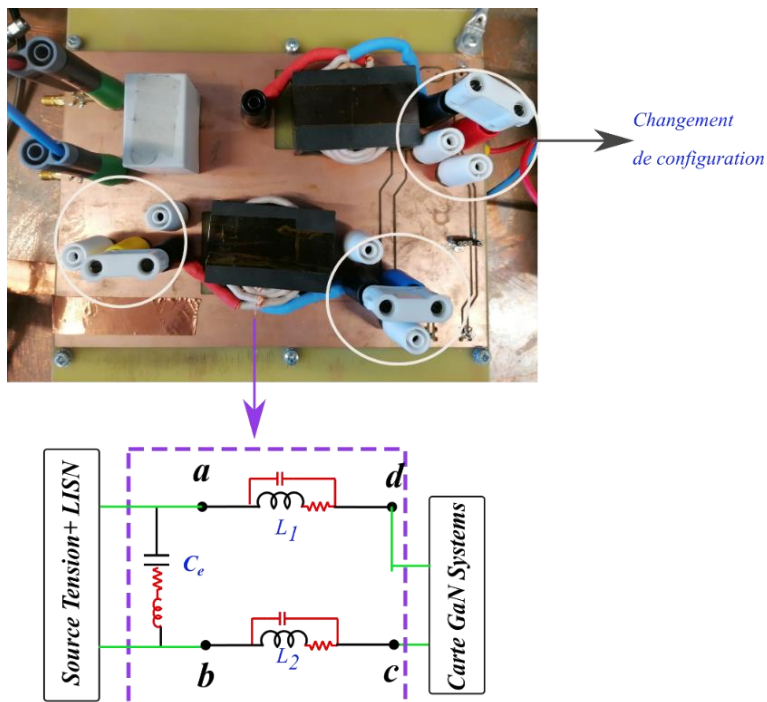 Changement
de configuration
Source Tension+ LISN
a
d
L1
Ce
L2
b
c
Carte GaN Systems